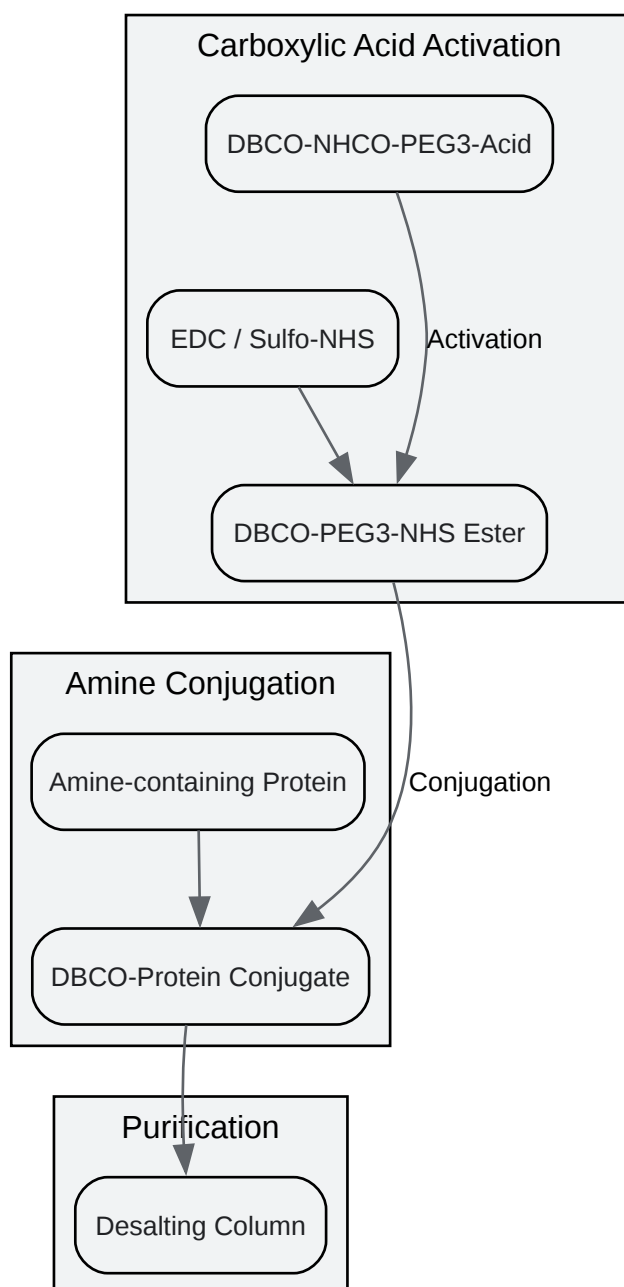 Carboxylic Acid Activation
DBCO-NHCO-PEG3-Acid
EDC / Sulfo-NHS
Activation
DBCO-PEG3-NHS Ester
Amine Conjugation
Amine-containing Protein
Conjugation
DBCO-Protein Conjugate
Purification
Desalting Column